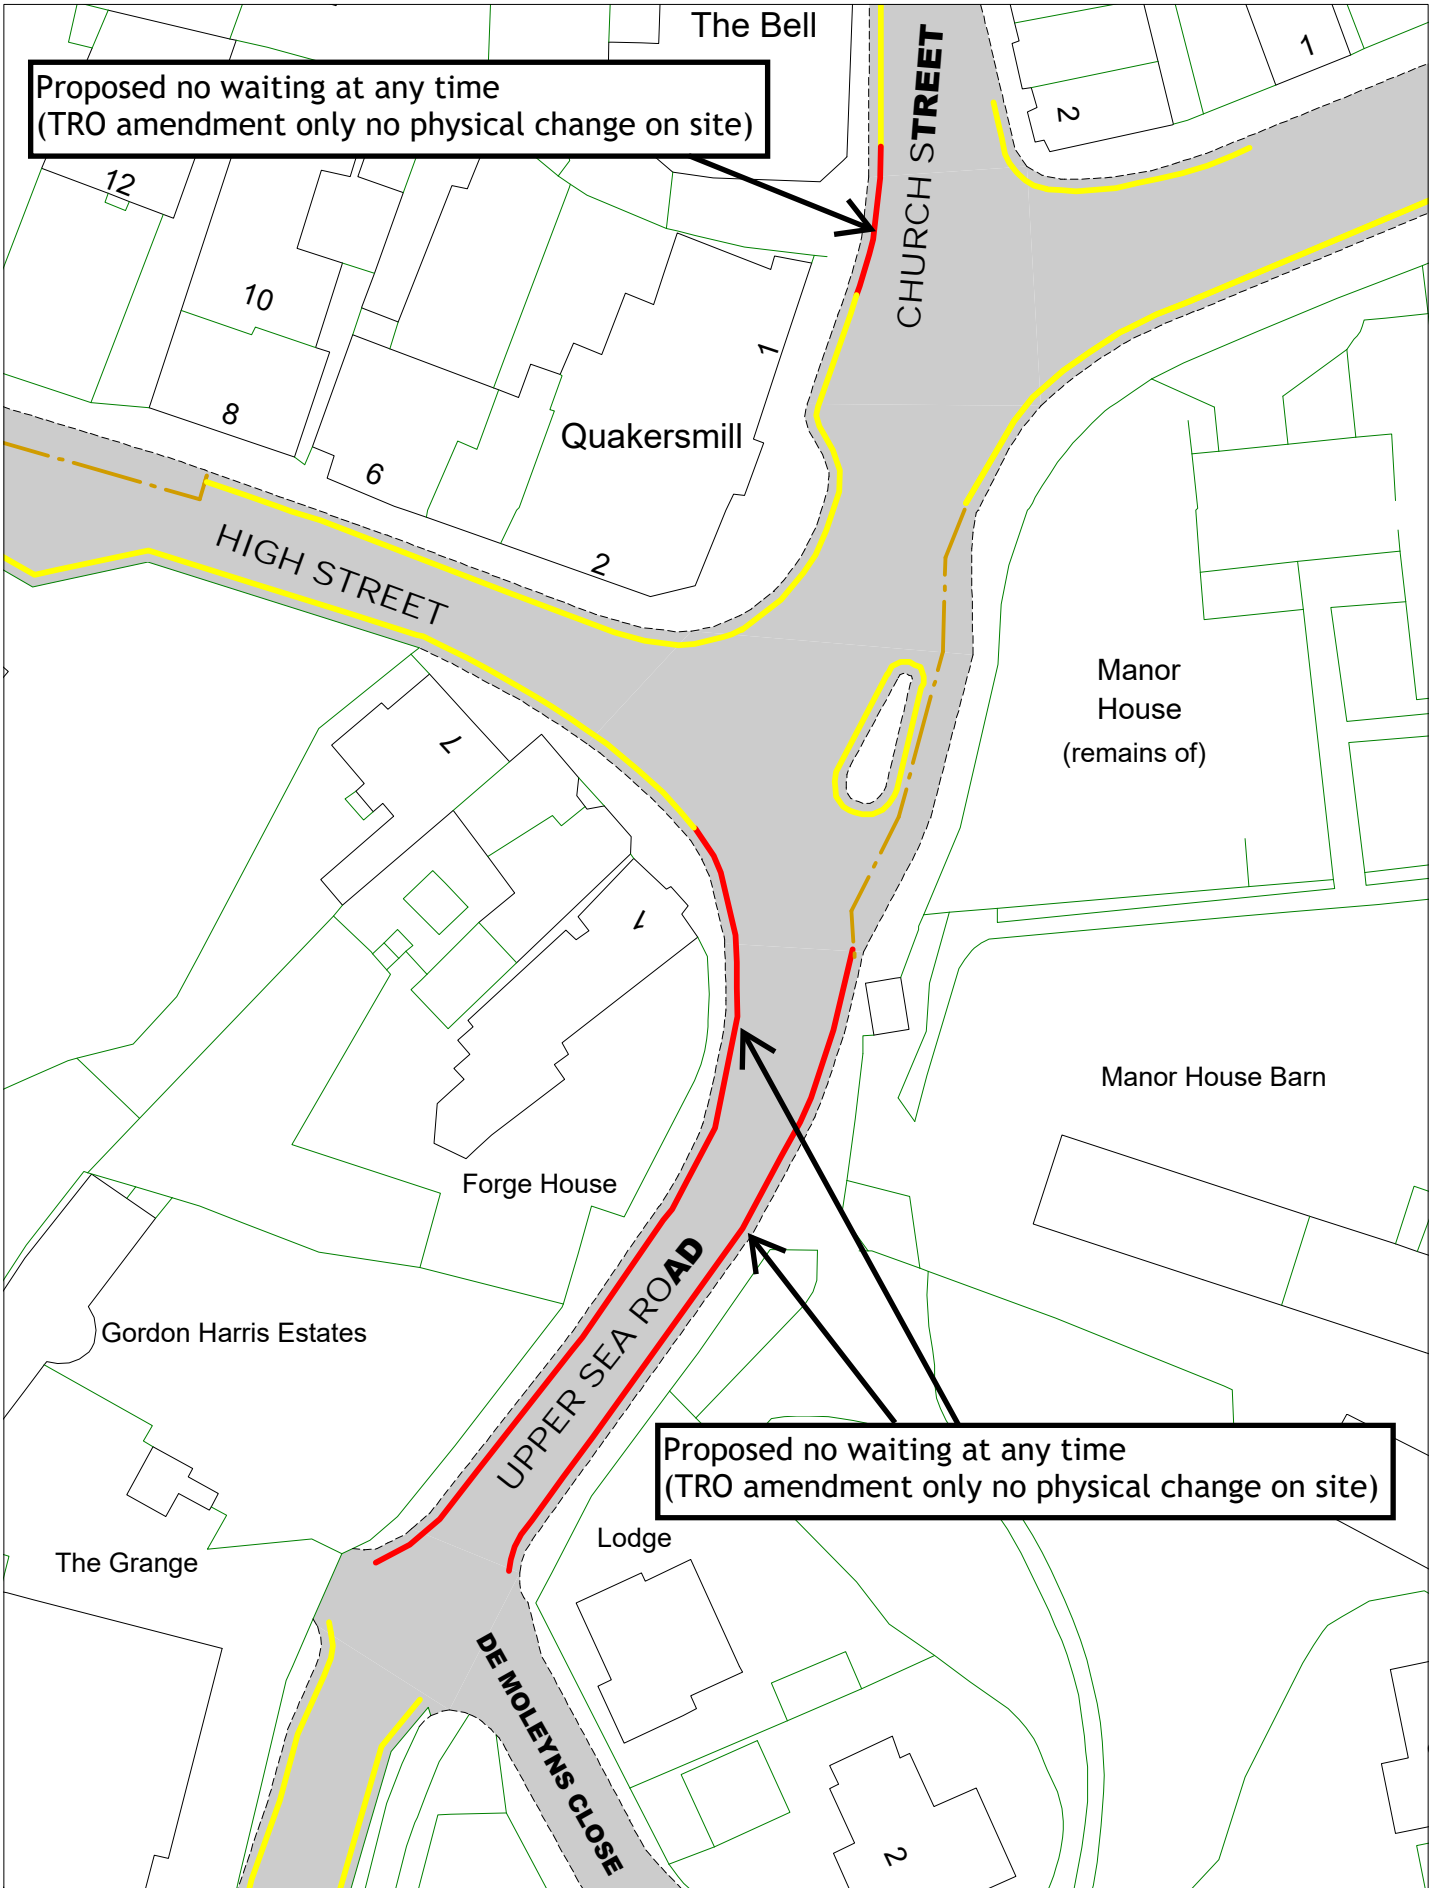 The Bell
Proposed no waiting at any time
(TRO amendment only no physical change on site)
CHURCH STREET
1
2
12
10
8
6
1
Quakersmill
2
HIGH STREET
7
1
Manor
House
(remains of)
Manor House Barn
Forge House
Gordon Harris Estates
UPPER SEA ROAD
Proposed no waiting at any time
(TRO amendment only no physical change on site)
Lodge
The Grange
DE MOLEYNS CLOSE
2